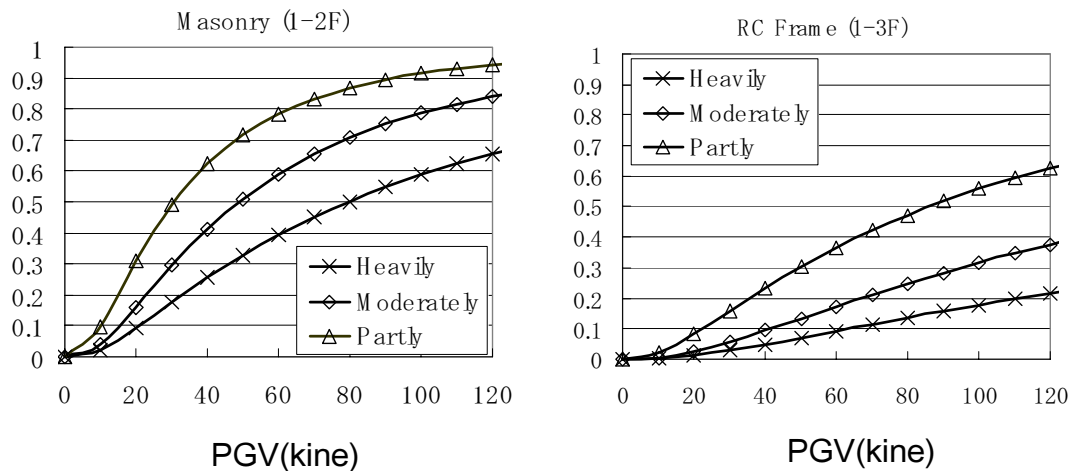 Masonry (1-2F)
1
0.9
0.8
0.7
0.6
0.5
0.4
0.3
0.2
0.1
0
Heavily
Moderately
Partly
0 20 40 60 80 100 120
PGV(kine)
RC Frame (1-3F)
1
0.9
0.8
0.7
0.6
0.5
0.4
0.3
0.2
0.1
0
Heavily
Moderately
Partly
0 20 40 60 80 100 120
PGV(kine)